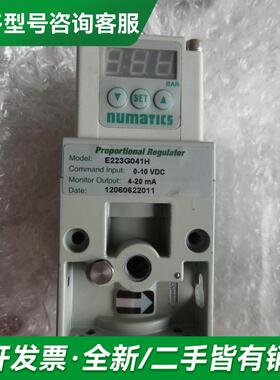 型号咨询客服
BAR
SET
numatics
Proportional Regulator
Model: E223G041H
Command Input: 0-10 VDC
Monitor Output: 4-20 mA
Date: 12060622011
开发票·全新/二手皆有销